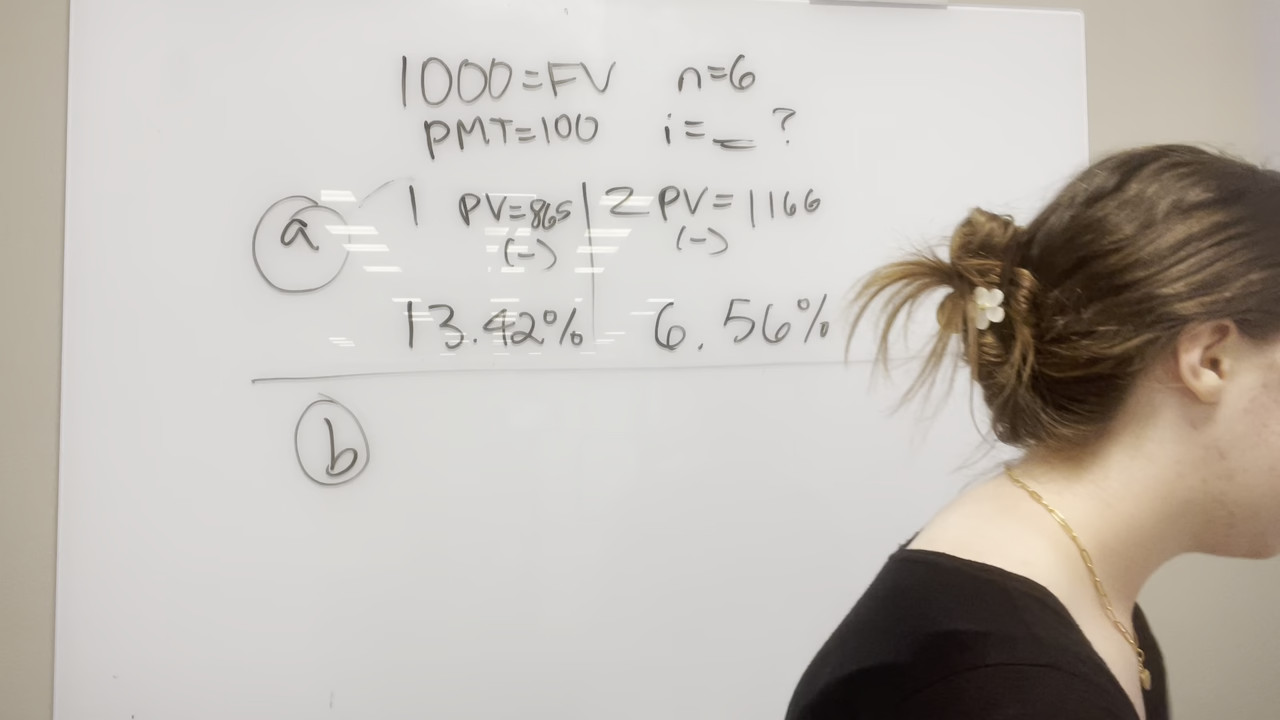 1000=FV n=6
PMT=100 i=_ ?
a 1 PV=865 | 2 PV=1166
(-) (-)
13.42% 6.56%
b